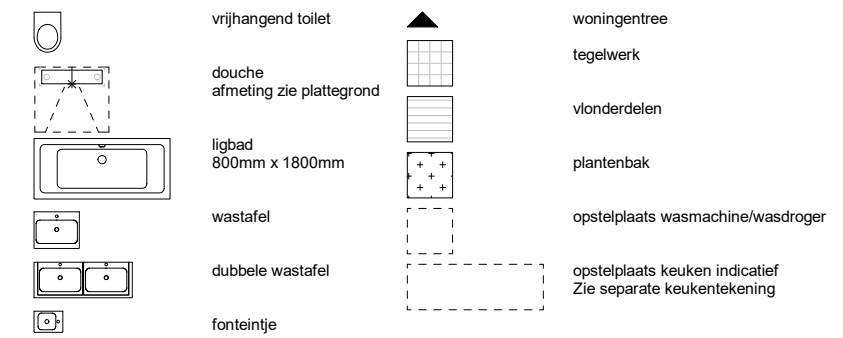 vrijhangend toilet
douche
afmeting zie plattegrond
ligbad
800mm x 1800mm
wastafel
dubbele wastafel
fonteintje
woningentree
tegelwerk
vlonderdelen
plantenbak
opstelplaats wasmachine/wasdroger
opstelplaats keuken indicatief
Zie separate keukentekening